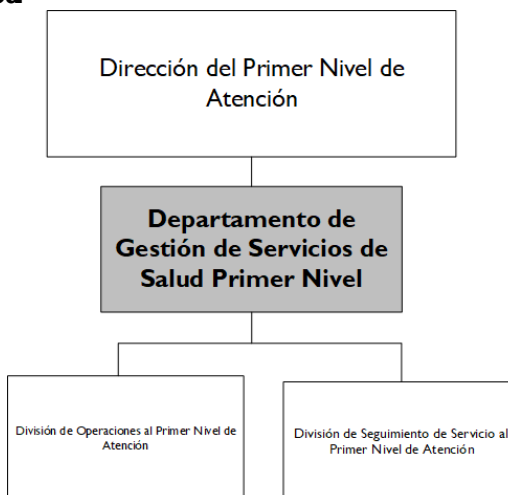 Dirección del Primer Nivel de
Atención
Departamento de
Gestión de Servicios de
Salud Primer Nivel
División de Operaciones al Primer Nivel de
Atención
División de Seguimiento de Servicio al
Primer Nivel de Atención